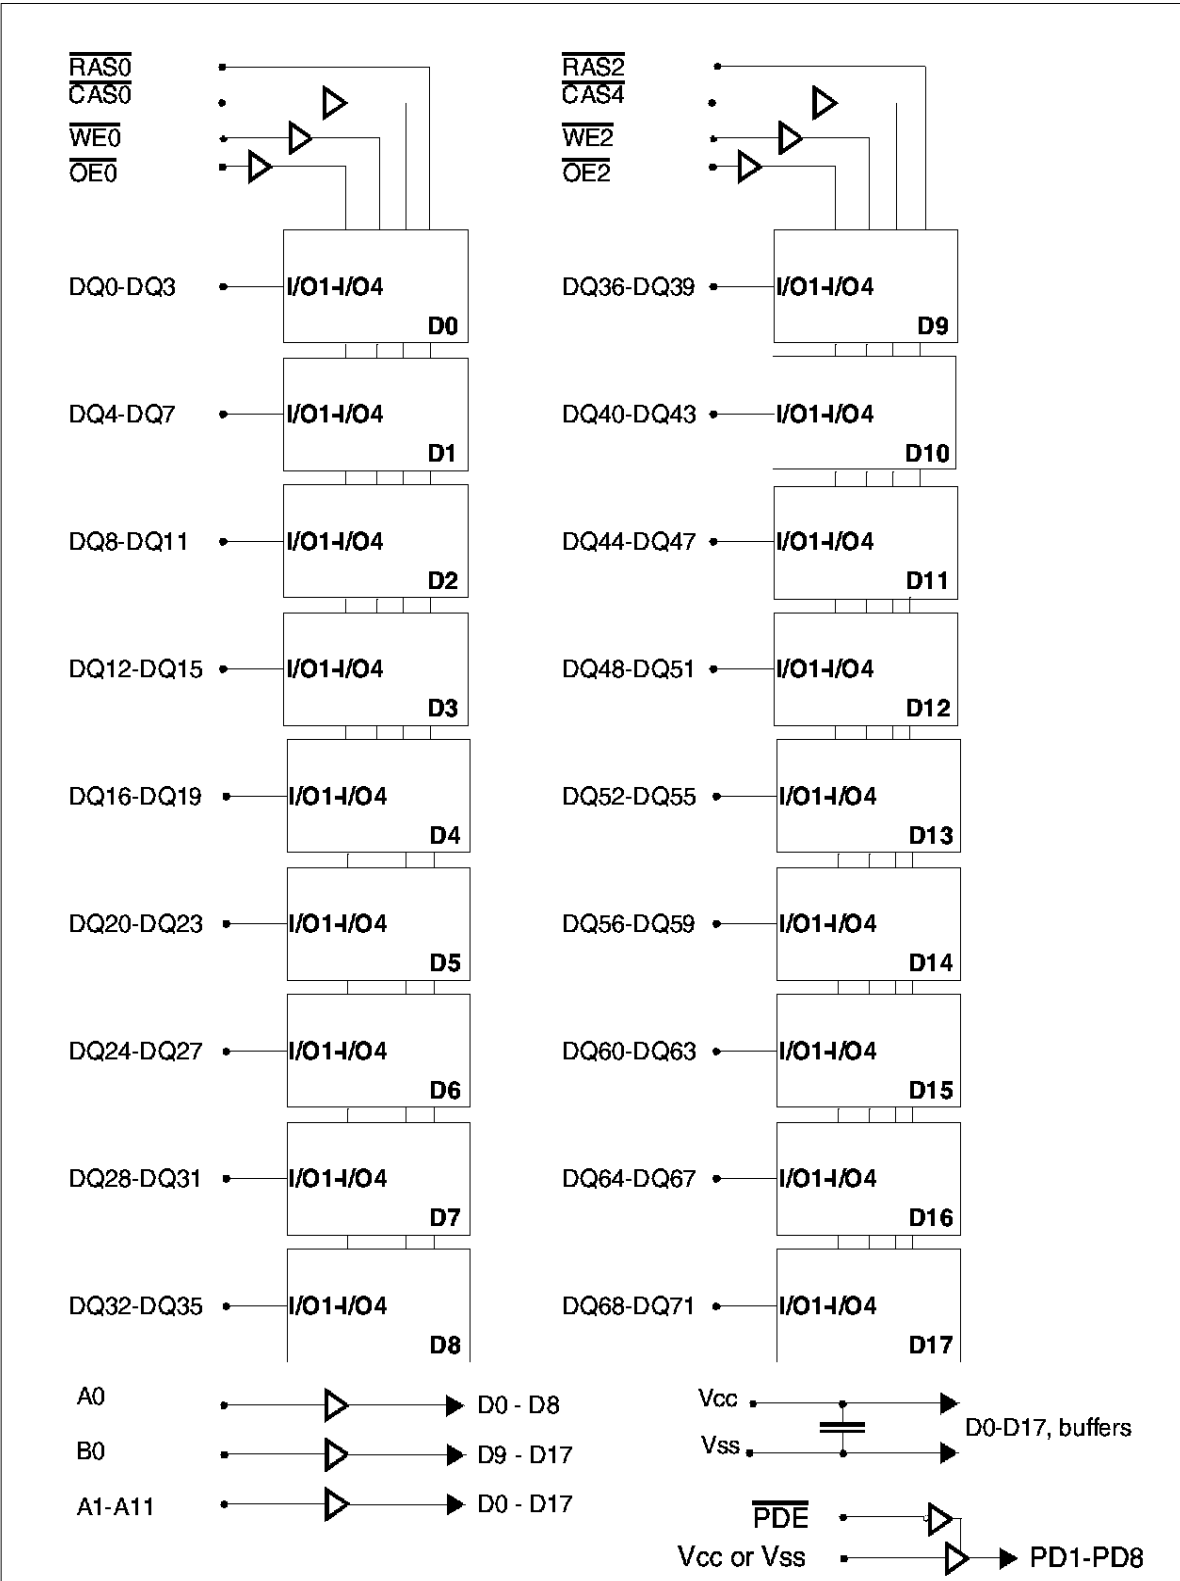 RAS0 RAS2
CAS0 CAS4
WE0 WE2
OE0 OE2
DQ0-DQ3 I/O1-I/O4 DQ36-DQ39 I/O1-I/O4
D0 D9
DQ4-DQ7 I/O1-I/O4 DQ40-DQ43 I/O1-I/O4
D1 D10
DQ8-DQ11 I/O1-I/O4 DQ44-DQ47 I/O1-I/O4
D2 D11
DQ12-DQ15 I/O1-I/O4 DQ48-DQ51 I/O1-I/O4
D3 D12
DQ16-DQ19 I/O1-I/O4 DQ52-DQ55 I/O1-I/O4
D4 D13
DQ20-DQ23 I/O1-I/O4 DQ56-DQ59 I/O1-I/O4
D5 D14
DQ24-DQ27 I/O1-I/O4 DQ60-DQ63 I/O1-I/O4
D6 D15
DQ28-DQ31 I/O1-I/O4 DQ64-DQ67 I/O1-I/O4
D7 D16
DQ32-DQ35 I/O1-I/O4 DQ68-DQ71 I/O1-I/O4
D8 D17
A0 D0 - D8 Vcc
D0-D17, buffers
B0 D9 - D17 Vss
A1-A11 D0 - D17
PDE
Vcc or Vss PD1-PD8